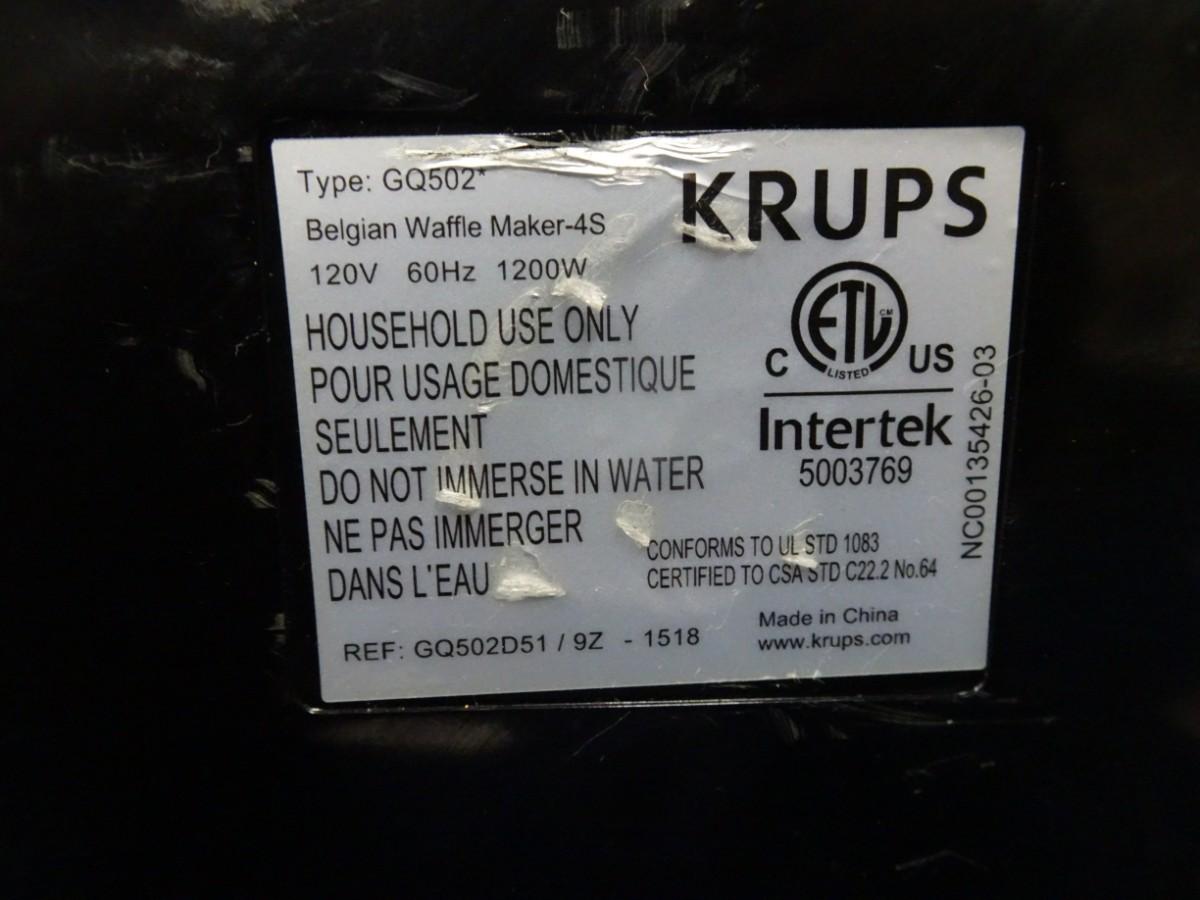 Type: GQ502*
Belgian Waffle Maker-4S
120V 60Hz 1200W
HOUSEHOLD USE ONLY
POUR USAGE DOMESTIQUE
SEULEMENT
DO NOT IMMERSE IN WATER
NE PAS IMMERGER
DANS L'EAU
REF: GQ502D51 / 9Z - 1518
KRUPS
ETL CM
LISTED
C US
Intertek
5003769
NC00135426-03
CONFORMS TO UL STD 1083
CERTIFIED TO CSA STD C22.2 No.64
Made in China
www.krups.com